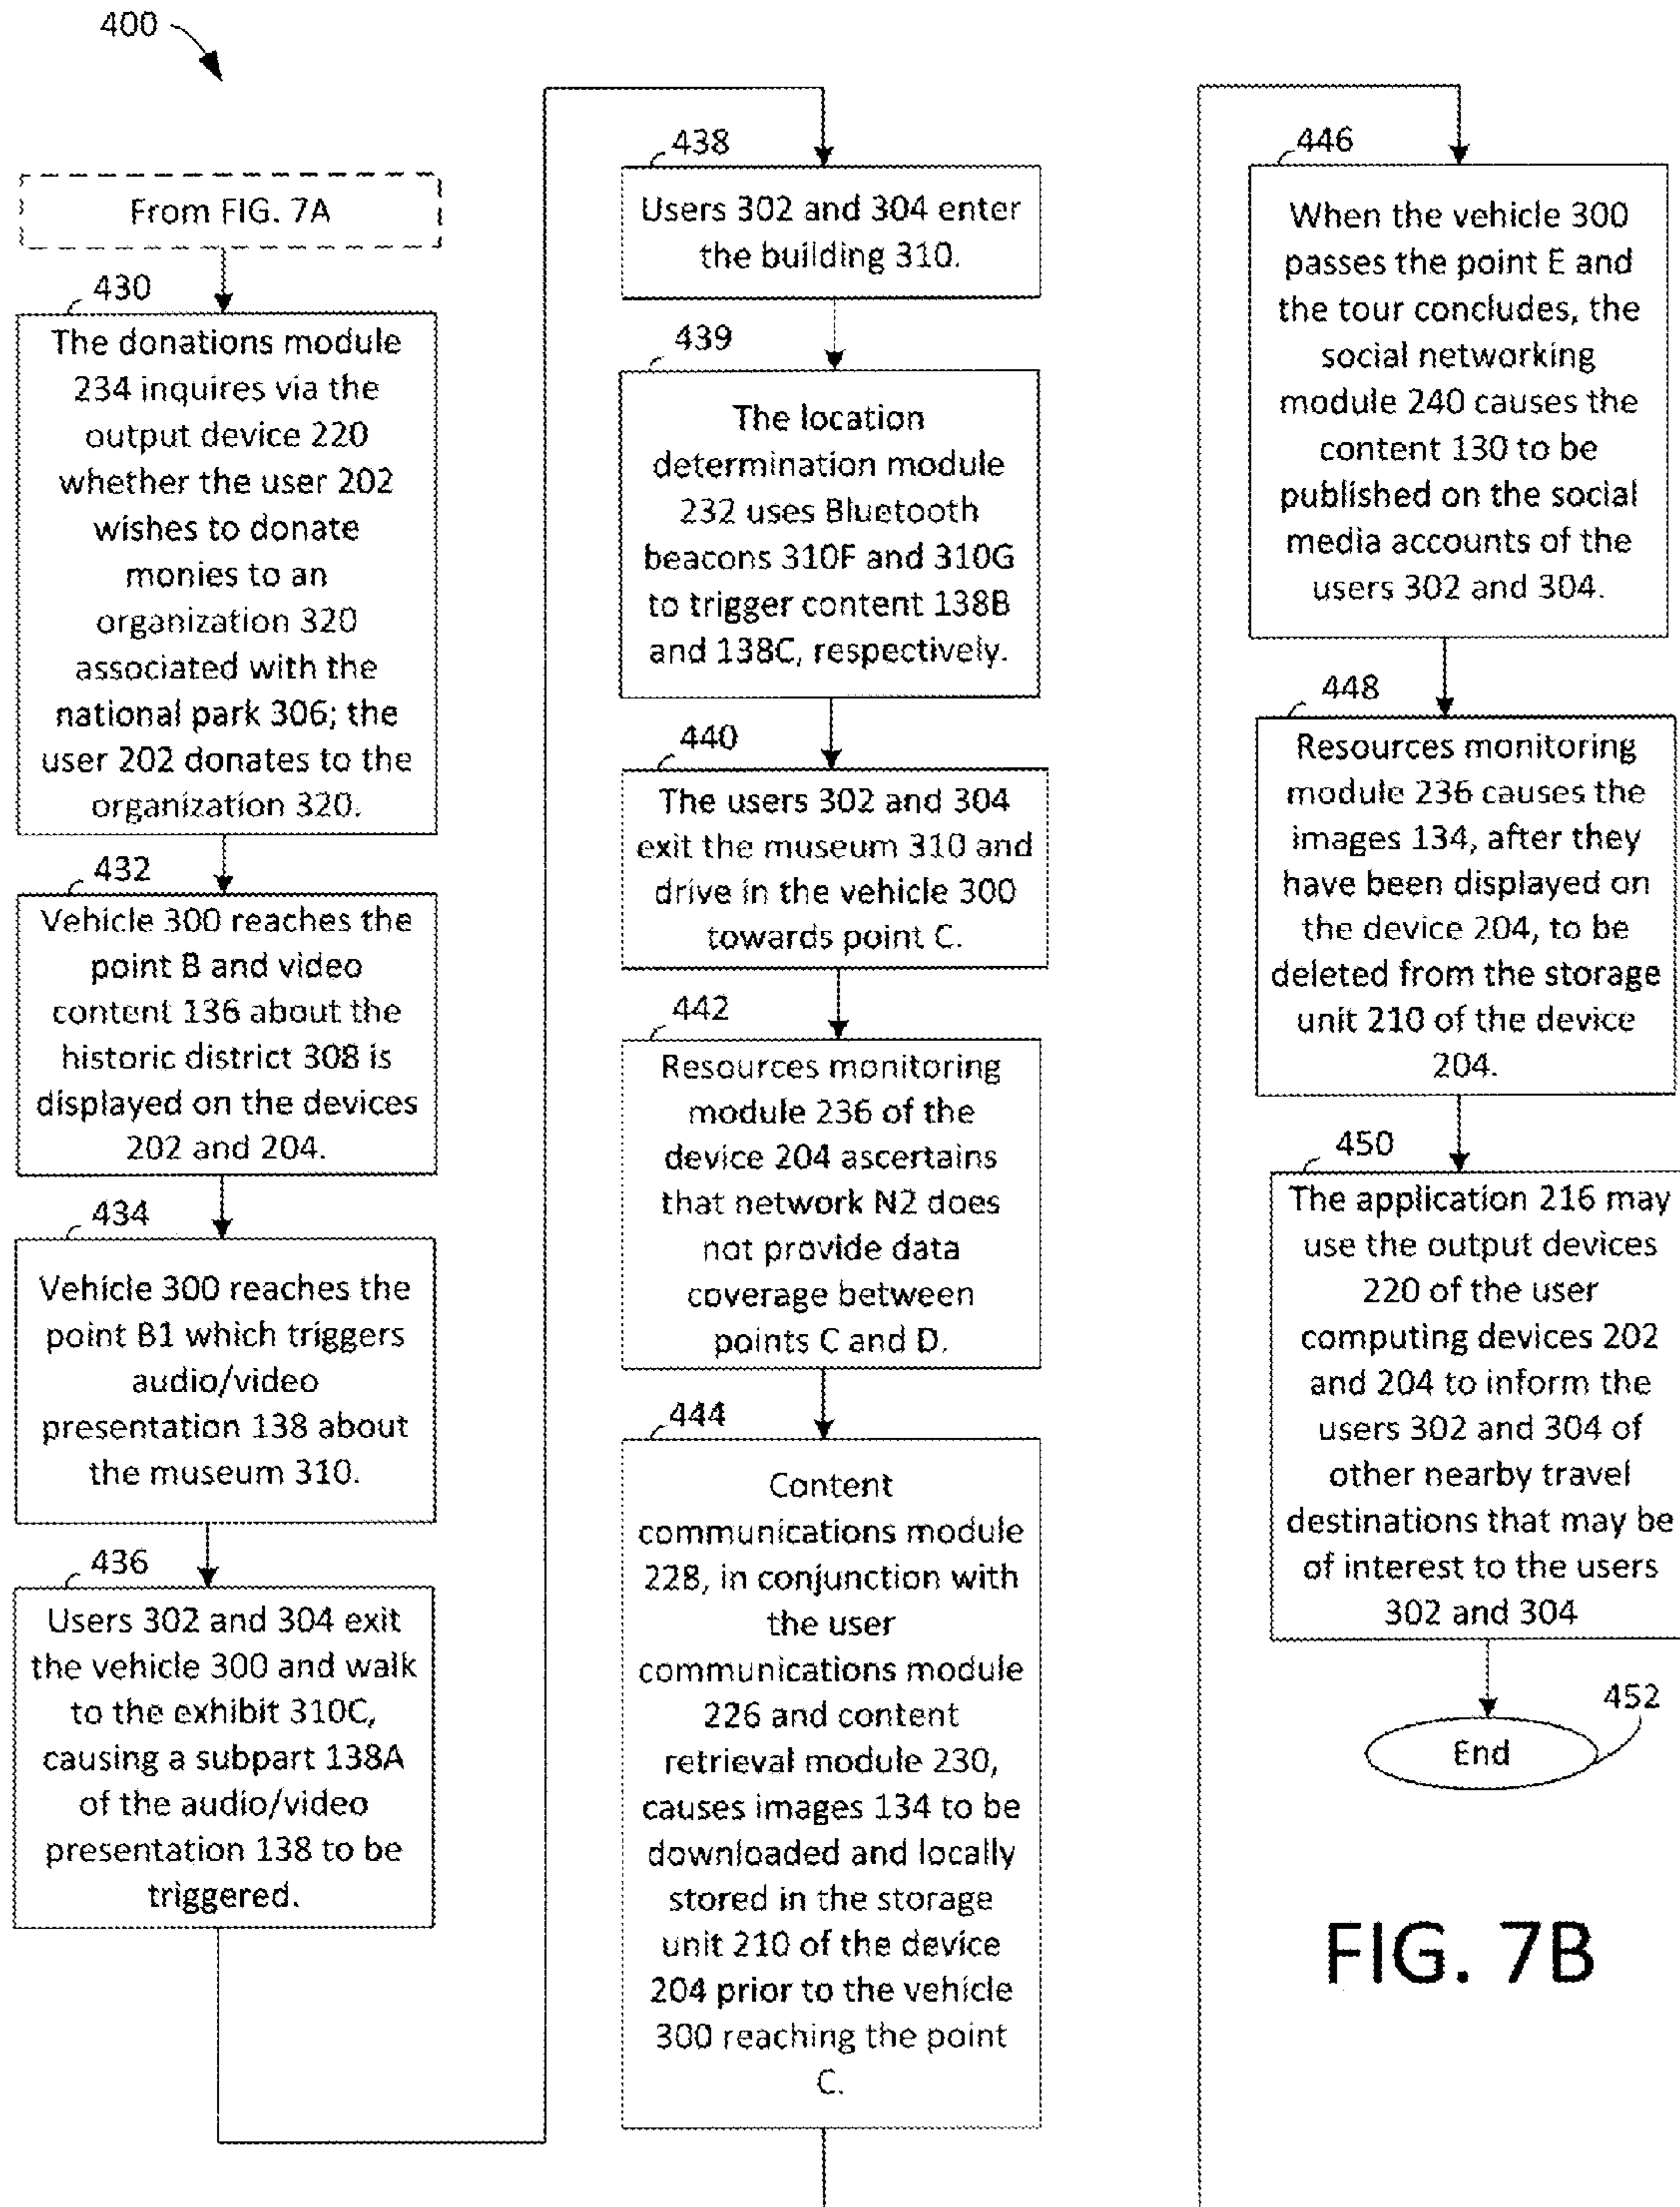 400
From FIG. 7A
430
The donations module
234 inquires via the
output device 220
whether the user 202
wishes to donate
monies to an
organization 320
associated with the
national park 306; the
user 202 donates to the
organization 320.
432
Vehicle 300 reaches the
point B and video
content 136 about the
historic district 308 is
displayed on the devices
202 and 204.
434
Vehicle 300 reaches the
point B1 which triggers
audio/video
presentation 138 about
the museum 310.
436
Users 302 and 304 exit
the vehicle 300 and walk
to the exhibit 310C,
causing a subpart 138A
of the audio/video
presentation 138 to be
triggered.
438
Users 302 and 304 enter
the building 310.
439
The location
determination module
232 uses Bluetooth
beacons 310F and 310G
to trigger content 138B
and 138C, respectively.
440
The users 302 and 304
exit the museum 310 and
drive in the vehicle 300
towards point C.
442
Resources monitoring
module 236 of the
device 204 ascertains
that network N2 does
not provide data
coverage between
points C and D.
444
Content
communications module
228, in conjunction with
the user
communications module
226 and content
retrieval module 230,
causes images 134 to be
downloaded and locally
stored in the storage
unit 210 of the device
204 prior to the vehicle
300 reaching the point
C.
446
When the vehicle 300
passes the point E and
the tour concludes, the
social networking
module 240 causes the
content 130 to be
published on the social
media accounts of the
users 302 and 304.
448
Resources monitoring
module 236 causes the
images 134, after they
have been displayed on
the device 204, to be
deleted from the storage
unit 210 of the device
204.
450
The application 216 may
use the output devices
220 of the user
computing devices 202
and 204 to inform the
users 302 and 304 of
other nearby travel
destinations that may be
of interest to the users
302 and 304
452
End
FIG. 7B